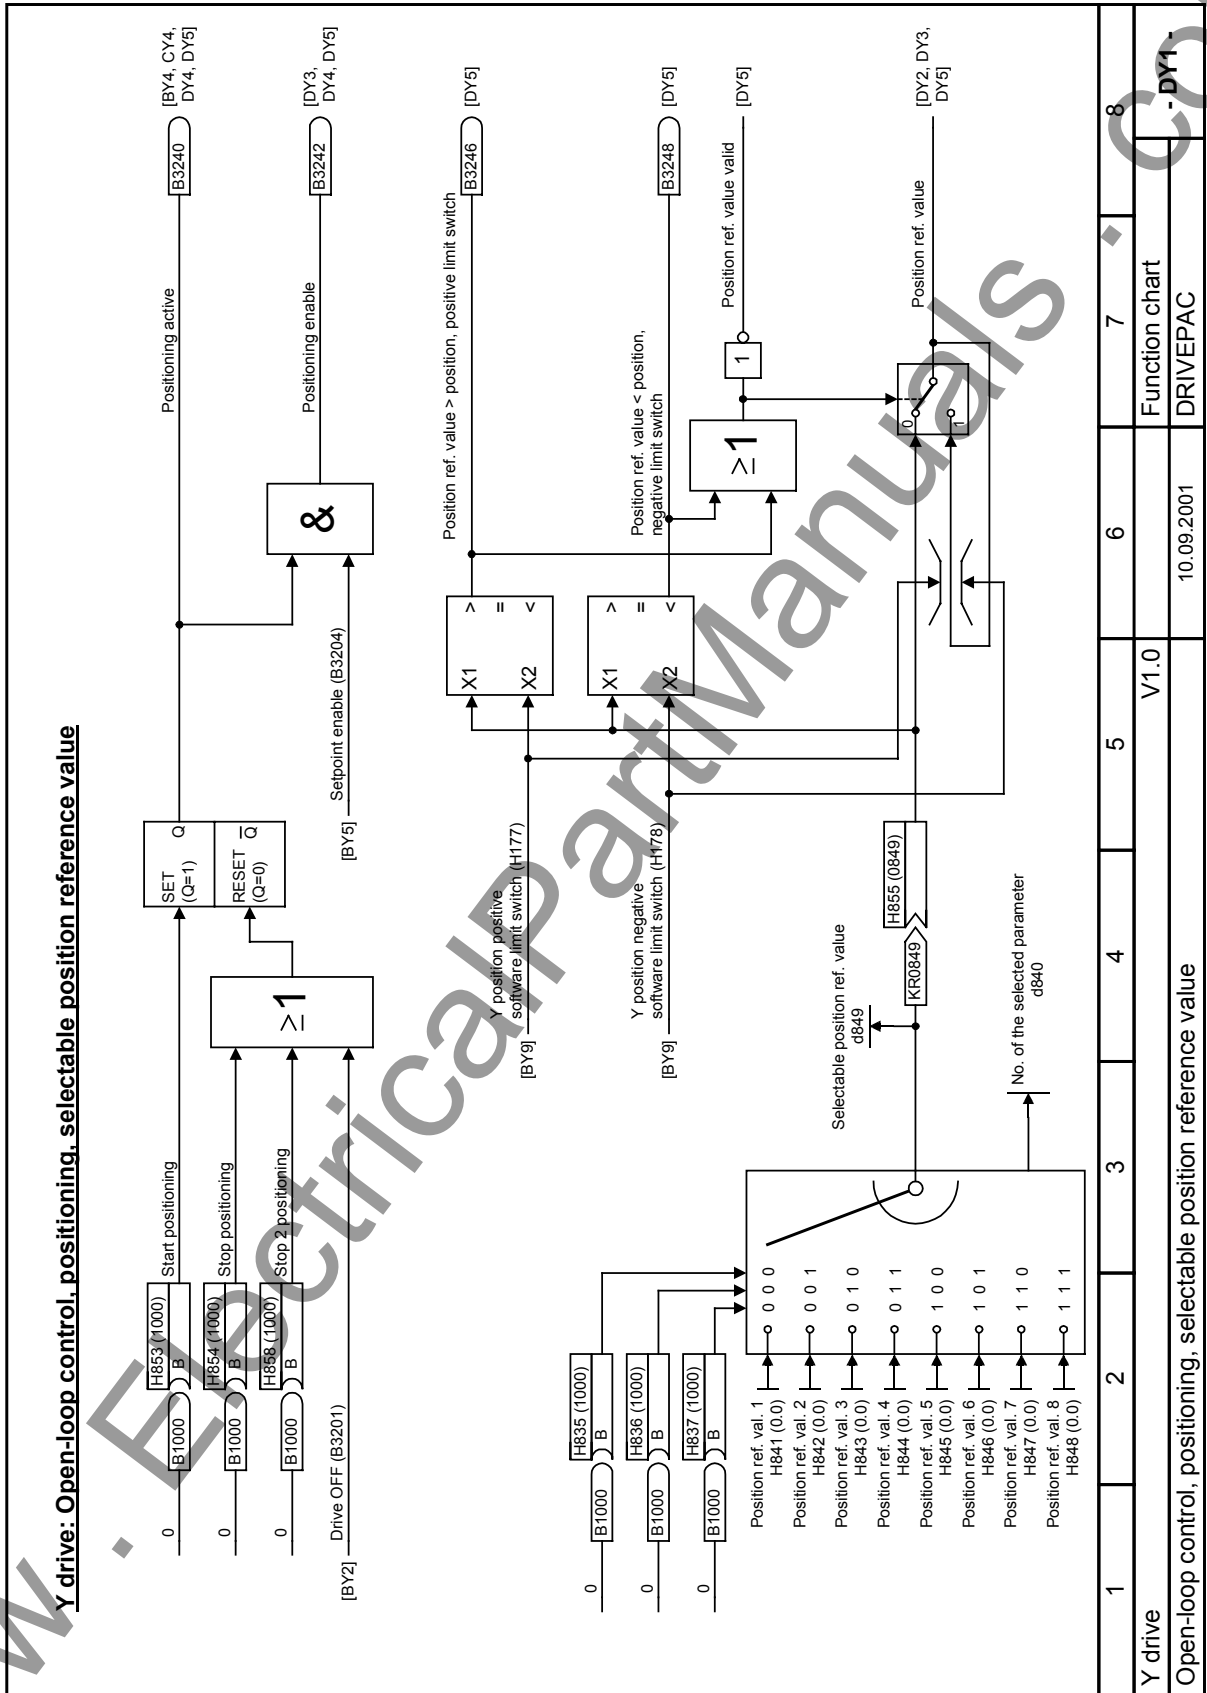 Y drive: Open-loop control, positioning, selectable position reference value
0
B1000
H853 (1000)
B
Start positioning
SET
(Q=1)
Q
Positioning active
B3240
[BY4, CY4,
DY4, DY5]
0
B1000
H854 (1000)
B
Stop positioning
RESET
(Q=0)
Q
0
B1000
H858 (1000)
B
Stop 2 positioning
≥1
[BY2]
Drive OFF (B3201)
[BY5]
Setpoint enable (B3204)
&
Positioning enable
B3242
[DY3,
DY4, DY5]
Y position positive
software limit switch (H177)
[BY9]
X1
X2
>
=
<
Position ref. value > position, positive limit switch
B3246
[DY5]
Y position negative
software limit switch (H178)
[BY9]
X1
X2
>
=
<
Position ref. value < position,
negative limit switch
B3248
[DY5]
≥1
1
Position ref. value valid
[DY5]
0
B1000
H835 (1000)
B
0
B1000
H836 (1000)
B
0
B1000
H837 (1000)
B
Position ref. val. 1
H841 (0.0)
0 0 0
Position ref. val. 2
H842 (0.0)
0 0 1
Position ref. val. 3
H843 (0.0)
0 1 0
Position ref. val. 4
H844 (0.0)
0 1 1
Position ref. val. 5
H845 (0.0)
1 0 0
Position ref. val. 6
H846 (0.0)
1 0 1
Position ref. val. 7
H847 (0.0)
1 1 0
Position ref. val. 8
H848 (0.0)
1 1 1
Selectable position ref. value
d849
KR0849
H855 (0849)
No. of the selected parameter
d840
0
1
Position ref. value
[DY2, DY3,
DY5]
1 2 3 4 5 6 7 8
Y drive
V1.0
Function chart
- DY1 -
Open-loop control, positioning, selectable position reference value
10.09.2001
DRIVEPAC
w . ElectricalPartManuals . co